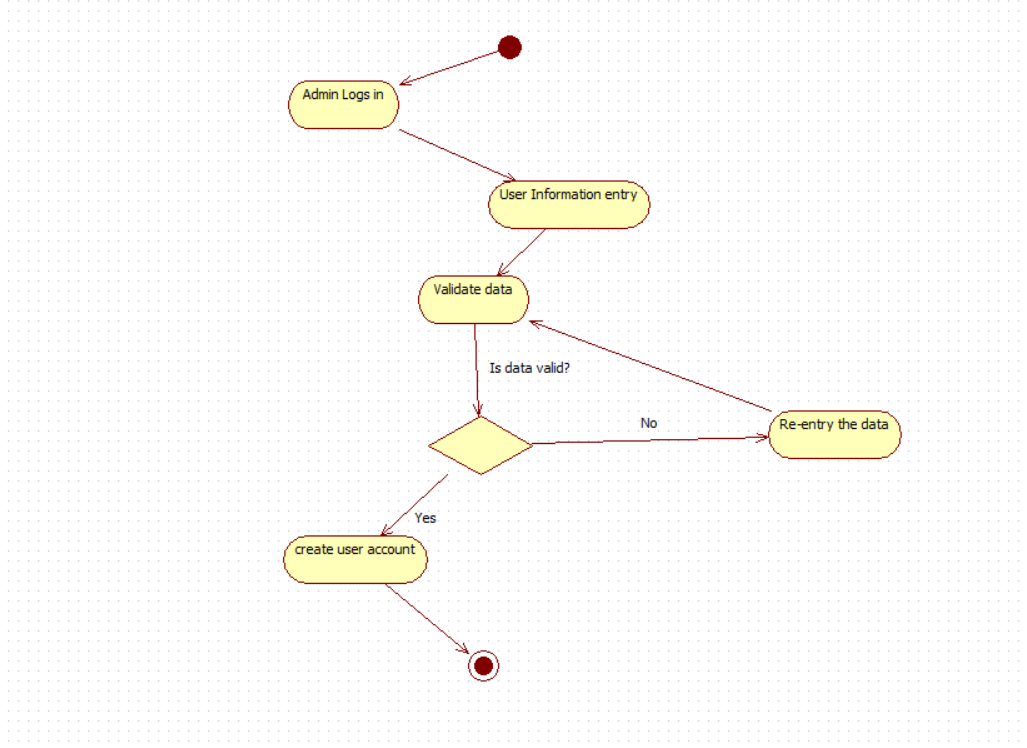 Admin Logs in
User Information entry
Validate data
Is data valid?
No
Re-entry the data
Yes
create user account